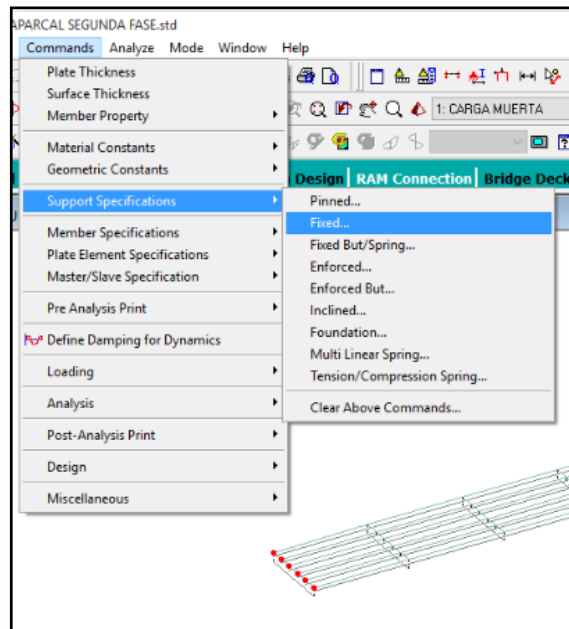 APARCAL SEGUNDA FASE.std
Commands Analyze Mode Window Help
Plate Thickness
Surface Thickness
Member Property
1: CARGA MUERTA
Material Constants
Geometric Constants
Design RAM Connection Bridge Deck
Support Specifications
Pinned...
Fixed...
Fixed But/Spring...
Enforced...
Enforced But...
Inclined...
Foundation...
Multi Linear Spring...
Tension/Compression Spring...
Clear Above Commands...
Member Specifications
Plate Element Specifications
Master/Slave Specification
Pre Analysis Print
Define Damping for Dynamics
Loading
Analysis
Post-Analysis Print
Design
Miscellaneous